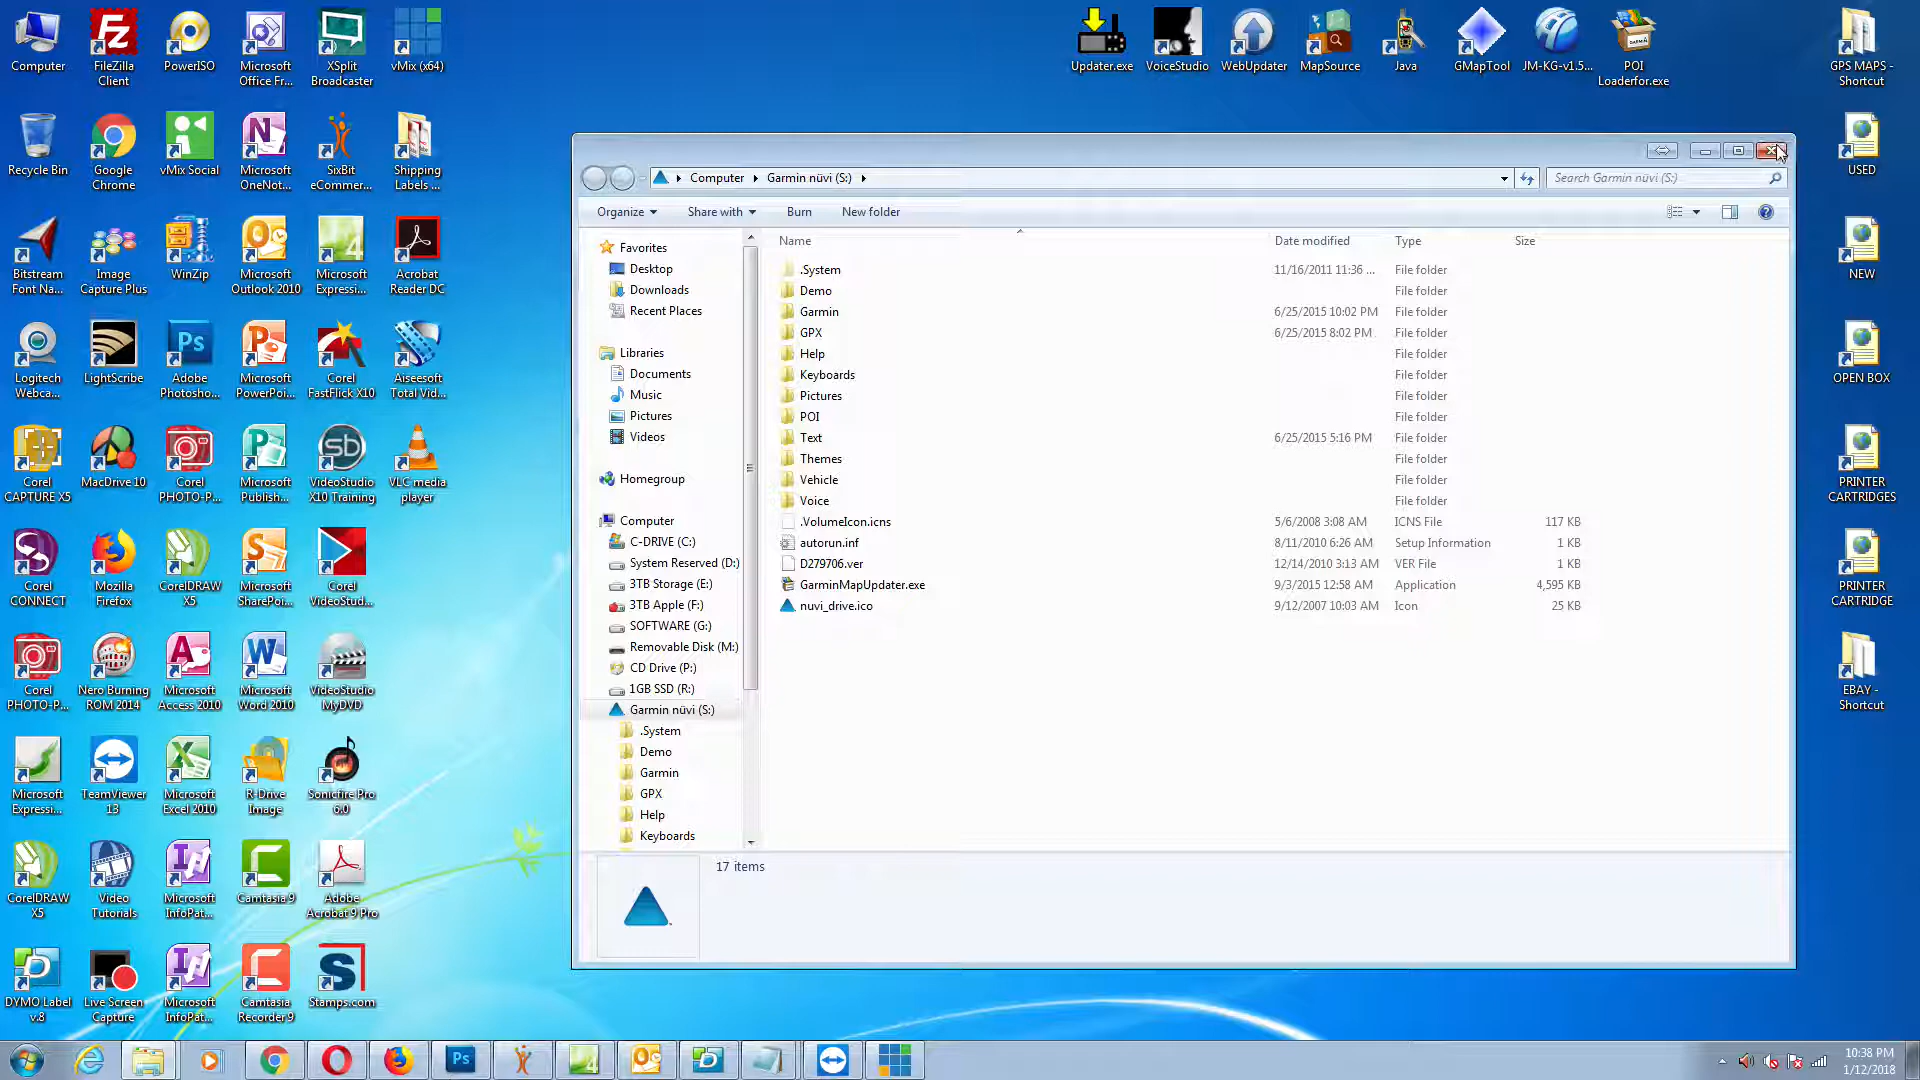 Computer
FileZilla
Client
PowerISO
Microsoft
Office Fr...
XSplit
Broadcaster
vMix (x64)
Updater.exe
VoiceStudio
WebUpdater
MapSource
Java
GMapTool
JM-KG-v1.5...
POI
Loaderfor.exe
GPS MAPS -
Shortcut
Recycle Bin
Google
Chrome
vMix Social
Microsoft
OneNot...
SixBit
eCommer...
Shipping
Labels ...
USED
Bitstream
Font Na...
Image
Capture Plus
WinZip
Microsoft
Outlook 2010
Microsoft
Expressi...
Acrobat
Reader DC
NEW
Logitech
Webca...
LightScribe
Adobe
Photosho...
Microsoft
PowerPoi...
Corel
FastFlick X10
Aiseesoft
Total Vid...
OPEN BOX
Corel
CAPTURE X5
MacDrive 10
Corel
PHOTO-P...
Microsoft
Publish...
VideoStudio
X10 Training
VLC media
player
PRINTER
CARTRIDGES
Corel
CONNECT
Mozilla
Firefox
CorelDRAW
X5
Microsoft
SharePoi...
Corel
VideoStud...
PRINTER
CARTRIDGE
Corel
PHOTO-P...
Nero Burning
ROM 2014
Microsoft
Access 2010
Microsoft
Word 2010
VideoStudio
MyDVD
EBAY -
Shortcut
Microsoft
Expressi...
TeamViewer
13
Microsoft
Excel 2010
R-Drive
Image
Sonicfire Pro
6.0
CorelDRAW
X5
Video
Tutorials
Microsoft
InfoPat...
Camtasia 9
Adobe
Acrobat 9 Pro
DYMO Label
v.8
Live Screen
Capture
Microsoft
InfoPat...
Camtasia
Recorder 9
Stamps.com
Computer Garmin nüvi (S:)
Search Garmin nüvi (S:)
Organize Share with Burn New folder
Favorites
Desktop
Downloads
Recent Places
Libraries
Documents
Music
Pictures
Videos
Homegroup
Computer
C-DRIVE (C:)
System Reserved (D:)
3TB Storage (E:)
3TB Apple (F:)
SOFTWARE (G:)
Removable Disk (M:)
CD Drive (P:)
1GB SSD (R:)
Garmin nüvi (S:)
.System
Demo
Garmin
GPX
Help
Keyboards
Name Date modified Type Size
.System 11/16/2011 11:36 ... File folder
Demo File folder
Garmin 6/25/2015 10:02 PM File folder
GPX 6/25/2015 8:02 PM File folder
Help File folder
Keyboards File folder
Pictures File folder
POI File folder
Text 6/25/2015 5:16 PM File folder
Themes File folder
Vehicle File folder
Voice File folder
.VolumeIcon.icns 5/6/2008 3:08 AM ICNS File 117 KB
autorun.inf 8/11/2010 6:26 AM Setup Information 1 KB
D279706.ver 12/14/2010 3:13 AM VER File 1 KB
GarminMapUpdater.exe 9/3/2015 12:58 AM Application 4,595 KB
nuvi_drive.ico 9/12/2007 10:03 AM Icon 25 KB
17 items
10:38 PM
1/12/2018